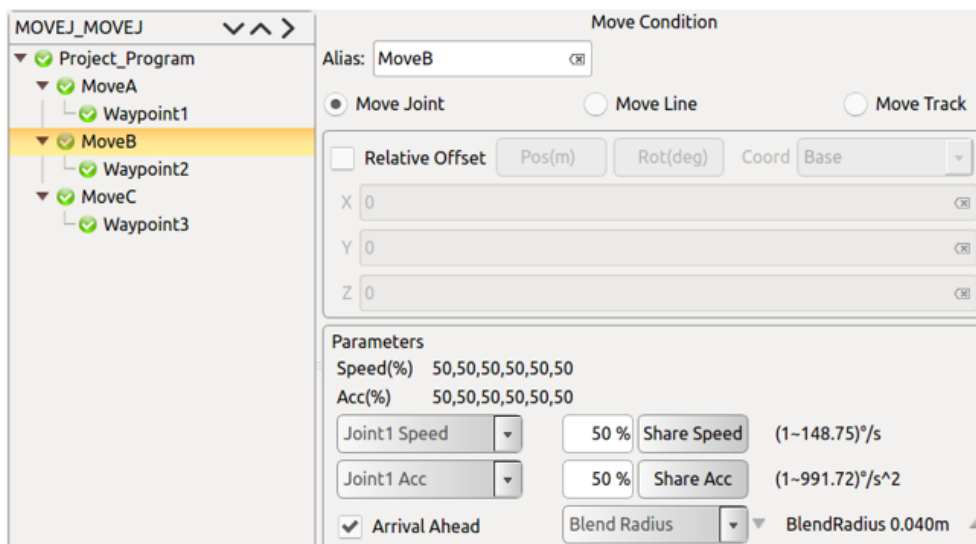 MOVEJ_MOVEJ
Project_Program
MoveA
Waypoint1
MoveB
Waypoint2
MoveC
Waypoint3
Move Condition
Alias: MoveB
Move Joint Move Line Move Track
Relative Offset Pos(m) Rot(deg) Coord Base
X 0
Y 0
Z 0
Parameters
Speed(%) 50,50,50,50,50,50
Acc(%) 50,50,50,50,50,50
Joint1 Speed 50 % Share Speed (1~148.75)°/s
Joint1 Acc 50 % Share Acc (1~991.72)°/s^2
Arrival Ahead Blend Radius BlendRadius 0.040m